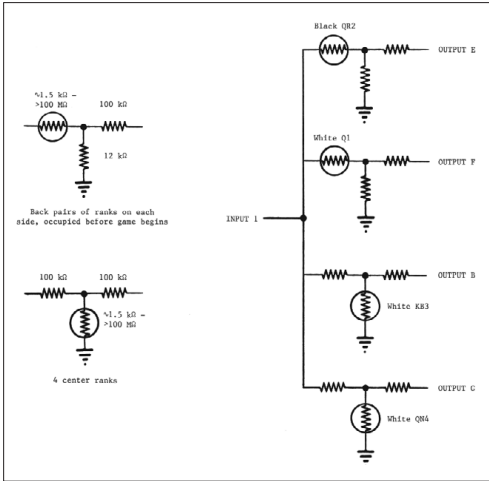 Black QR2
OUTPUT E
≈1.5 kΩ –
>100 MΩ
100 kΩ
12 kΩ
White Q1
OUTPUT F
Back pairs of ranks on each
side, occupied before game begins
INPUT 1
100 kΩ
100 kΩ
OUTPUT B
≈1.5 kΩ –
>100 MΩ
White KB3
4 center ranks
OUTPUT G
White QN4